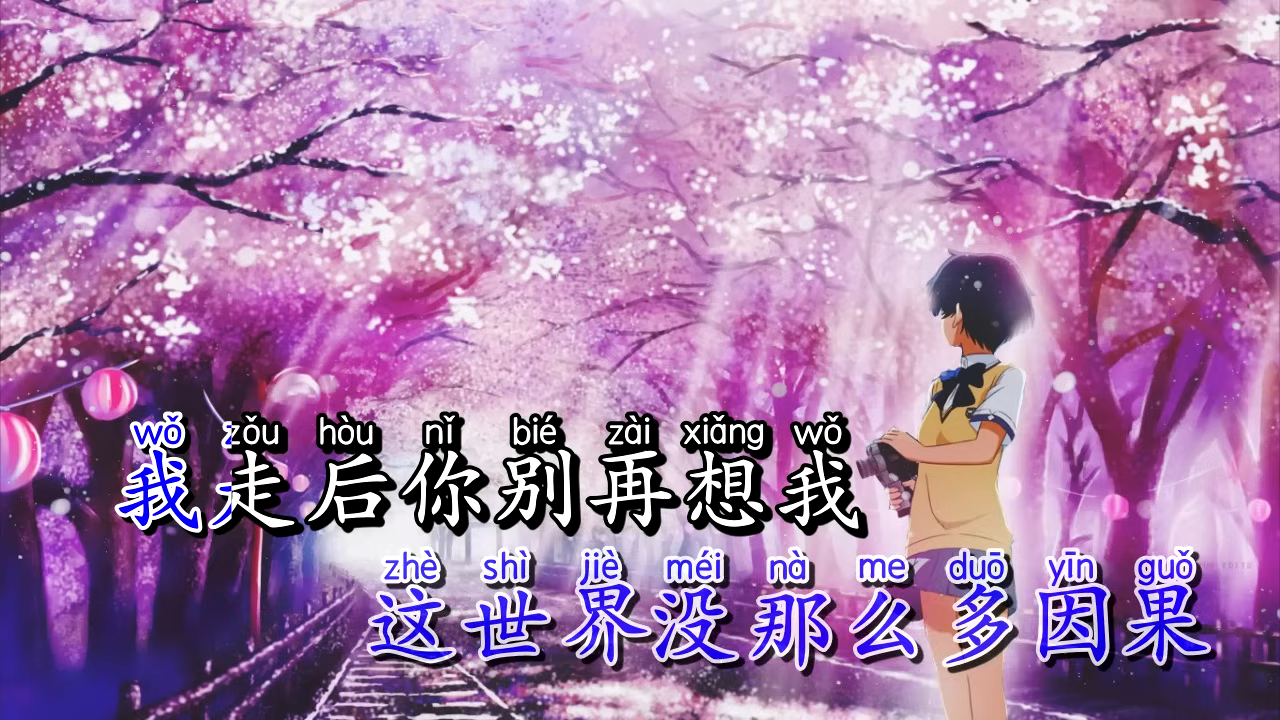 wǒ zǒu hòu nǐ bié zài xiǎng wǒ
我走后你别再想我
zhè shì jiè méi nà me duō yīn guǒ
这世界没那么多因果